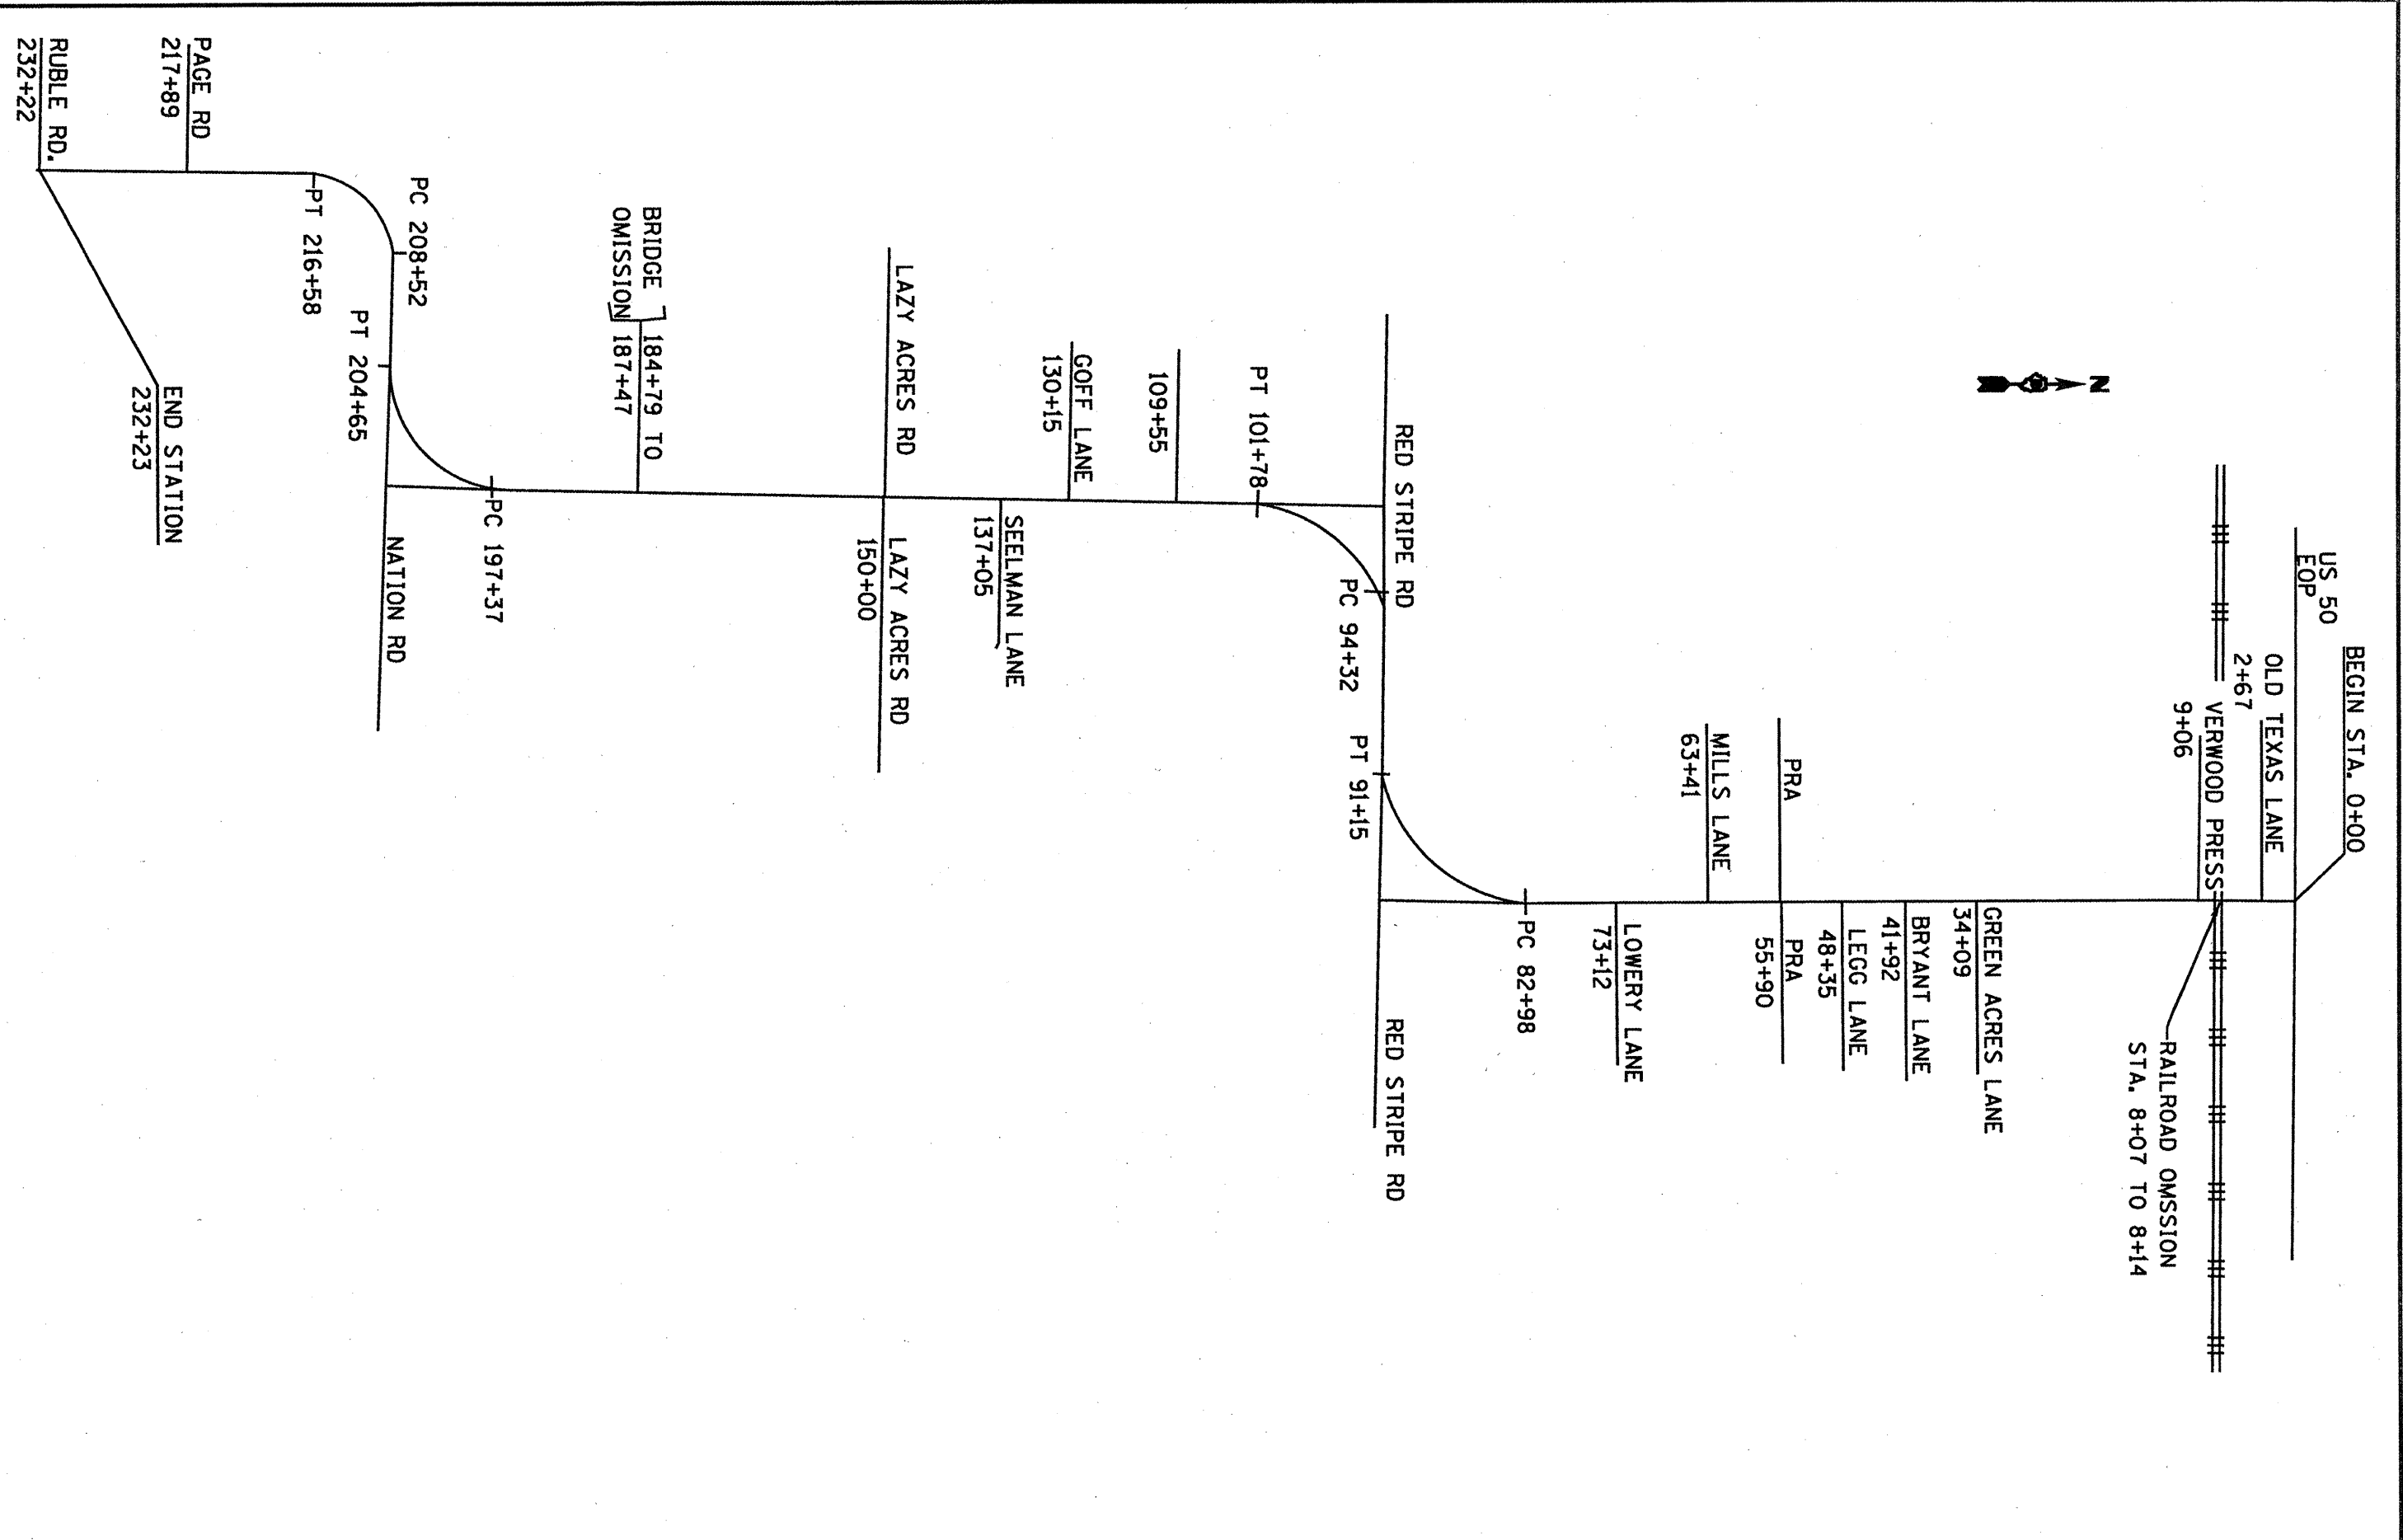 BEGIN STA. 0+00
US 50
EOP
OLD TEXAS LANE
2+67
VERWOOD PRESS
9+06
RAILROAD OMSSION
STA. 8+07 TO 8+14
N
GREEN ACRES LANE
34+09
BRYANT LANE
41+92
LEGG LANE
48+35
PRA
PRA
55+90
MILLS LANE
63+41
LOWERY LANE
73+12
PC 82+98
RED STRIPE RD
RED STRIPE RD
PT 91+15
PC 94+32
PT 101+78
109+55
GOFF LANE
130+15
SEELMAN LANE
137+05
LAZY ACRES RD
LAZY ACRES RD
150+00
BRIDGE
OMISSION
184+79 TO
187+47
PC 197+37
NATION RD
PT 204+65
PC 208+52
PT 216+58
PAGE RD
217+89
END STATION
232+23
RUBLE RD.
232+22